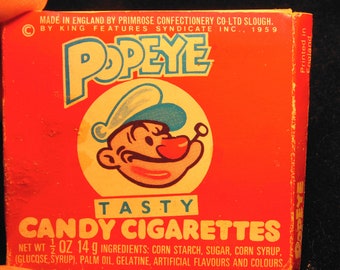 MADE IN ENGLAND BY PRIMROSE CONFECTIONERY CO·LTD SLOUGH.
© BY KING FEATURES SYNDICATE INC., 1959
POPEYE
TASTY
CANDY CIGARETTES
NET WT ½ OZ 14 g INGREDIENTS: CORN STARCH, SUGAR, CORN SYRUP,
(GLUCOSE, SYRUP), PALM OIL, GELATINE, ARTIFICIAL FLAVOURS AND COLOURS.
Printed in
England